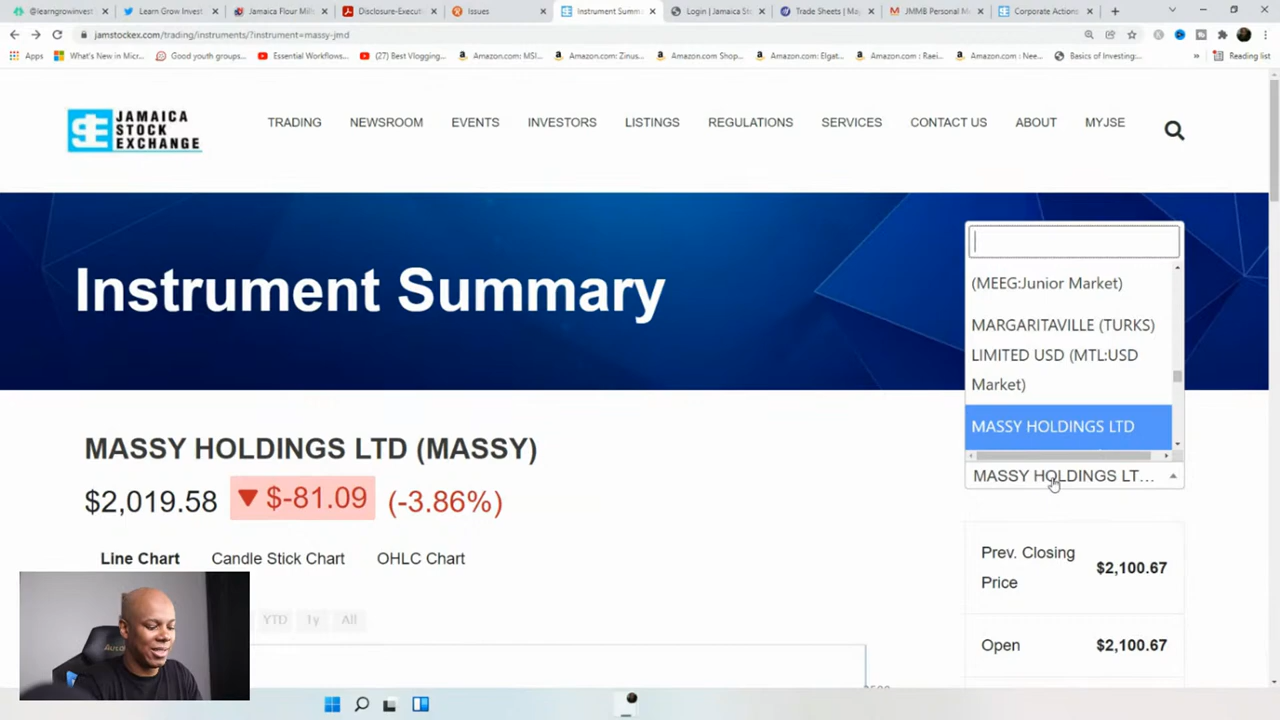 @learngrowinvest
Learn Grow Invest
Jamaica Flour Mill
Disclosure-Executi
Issues
Instrument Summ
Login | Jamaica St
Trade Sheets | Ma
JMMB Personal M
Corporate Actions
jamstockex.com/trading/instruments/?instrument=massy-jmd
Apps
What's New in Micr...
Good youth groups...
Essential Workflows...
(27) Best Vlogging...
Amazon.com: MSI...
Amazon.com: Zinus...
Amazon.com Shop...
Amazon.com: Elgat...
Amazon.com : Raei...
Amazon.com : Nee...
Basics of Investing:...
Reading list
JAMAICA
STOCK
EXCHANGE
TRADING
NEWSROOM
EVENTS
INVESTORS
LISTINGS
REGULATIONS
SERVICES
CONTACT US
ABOUT
MYJSE
Instrument Summary
(MEEG:Junior Market)
MARGARITAVILLE (TURKS)
LIMITED USD (MTL:USD
Market)
MASSY HOLDINGS LTD
MASSY HOLDINGS LT...
MASSY HOLDINGS LTD (MASSY)
$2,019.58 $-81.09 (-3.86%)
Line Chart
Candle Stick Chart
OHLC Chart
YTD
1y
All
Prev. Closing
Price
$2,100.67
Open
$2,100.67